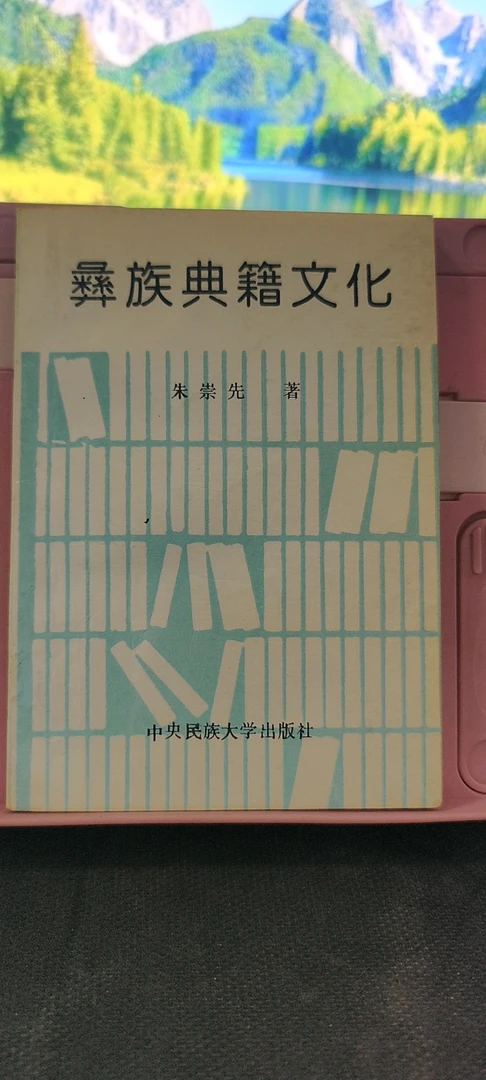 彝族典籍文化
朱崇先 著
中央民族大学出版社